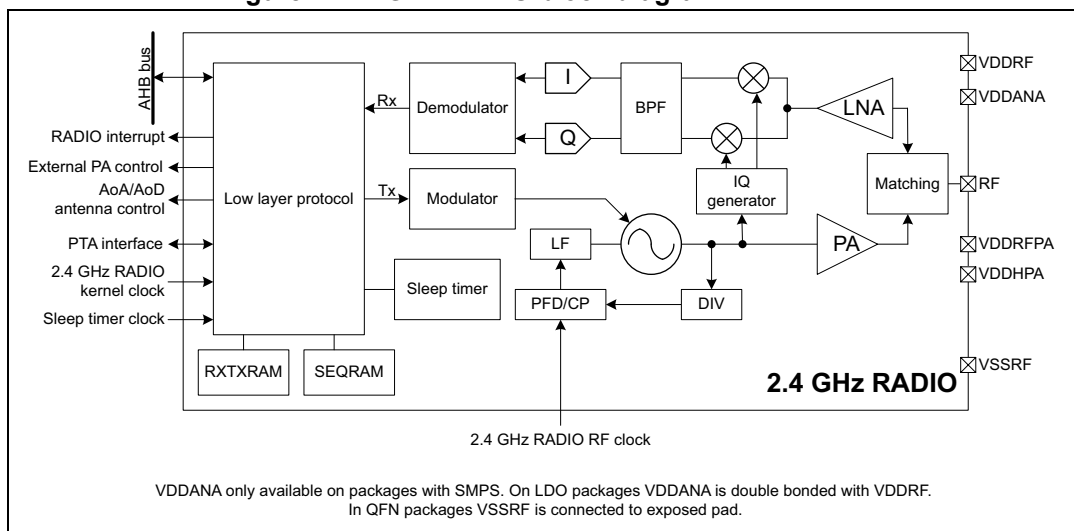 AHB bus
RADIO interrupt
External PA control
AoA/AoD
antenna control
PTA interface
2.4 GHz RADIO
kernel clock
Sleep timer clock
Low layer protocol
Rx
Tx
Demodulator
Modulator
I
Q
BPF
LNA
IQ
generator
Matching
LF
PA
Sleep timer
PFD/CP
DIV
RXTXRAM
SEQRAM
VDDRF
VDDANA
RF
VDDRFPA
VDDHPA
VSSRF
2.4 GHz RADIO
2.4 GHz RADIO RF clock
VDDANA only available on packages with SMPS. On LDO packages VDDANA is double bonded with VDDRF.
In QFN packages VSSRF is connected to exposed pad.